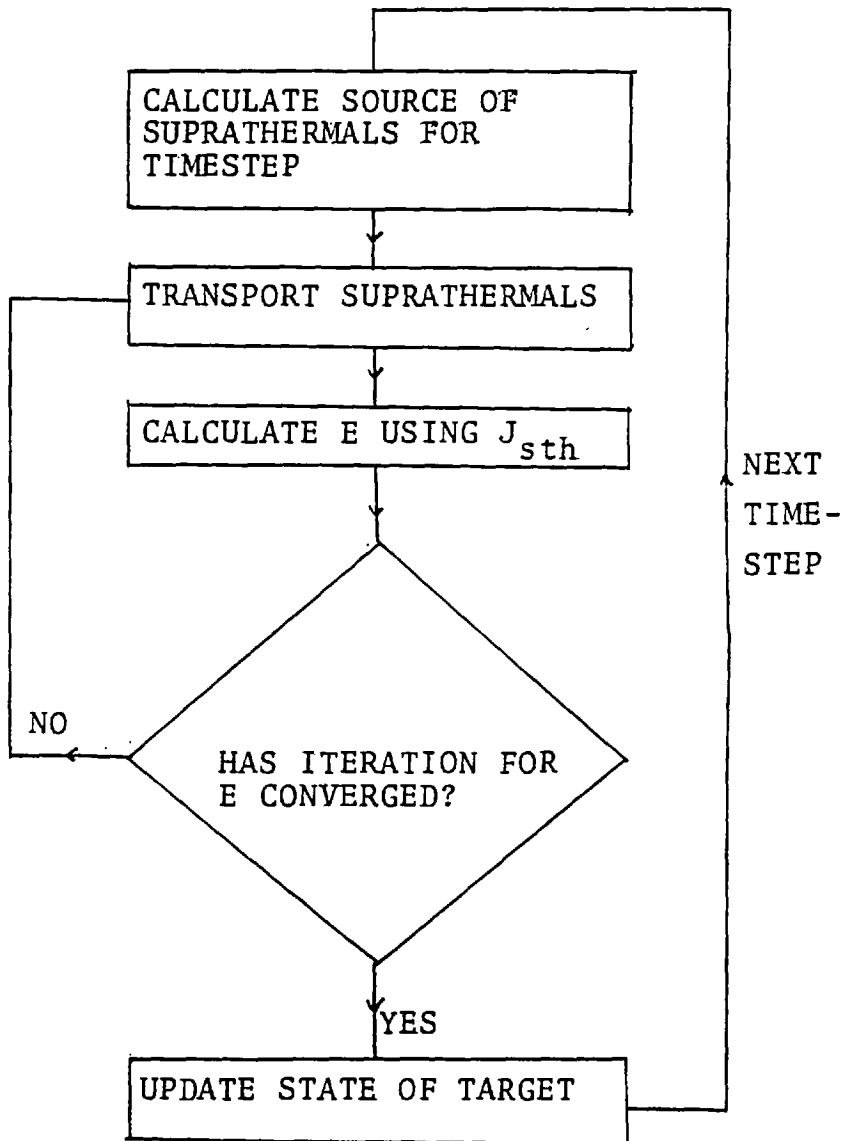 CALCULATE SOURCE OF
SUPRATHERMALS FOR
TIMESTEP
TRANSPORT SUPRATHERMALS
CALCULATE E USING J_sth
NEXT
TIME-
STEP
NO
HAS ITERATION FOR
E CONVERGED?
YES
UPDATE STATE OF TARGET